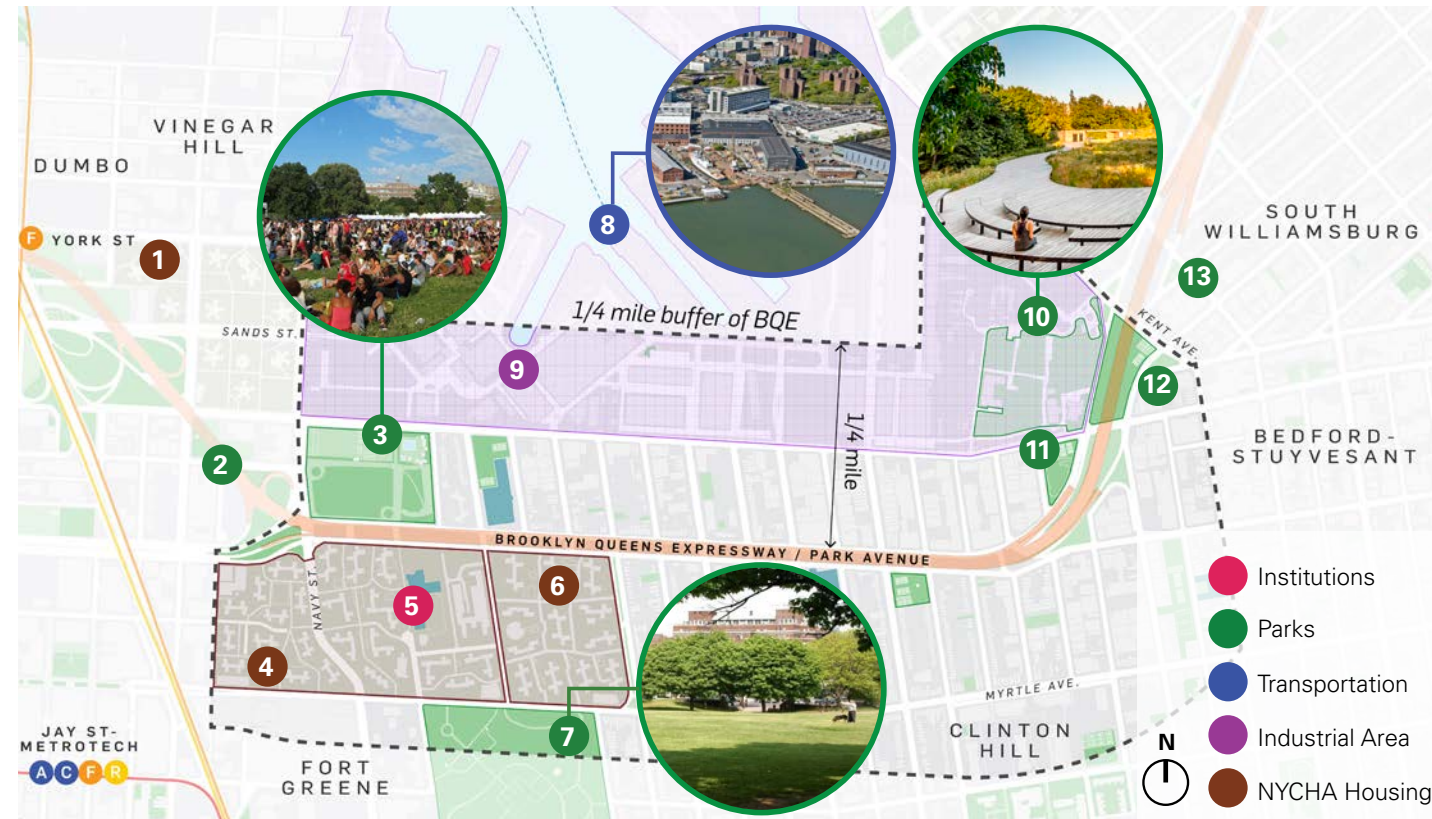 VINEGAR
HILL
DUMBO
F YORK ST
1
SANDS ST.
2
3
8
9
1/4 mile buffer of BQE
1/4 mile
10
11
12
13
KENT AVE.
SOUTH
WILLIAMSBURG
BEDFORD-
STUYVESANT
BROOKLYN QUEENS EXPRESSWAY / PARK AVENUE
NAVY ST.
4
5
6
7
MYRTLE AVE.
JAY ST-
METROTECH
A C F R
FORT
GREENE
CLINTON
HILL
N
Institutions
Parks
Transportation
Industrial Area
NYCHA Housing